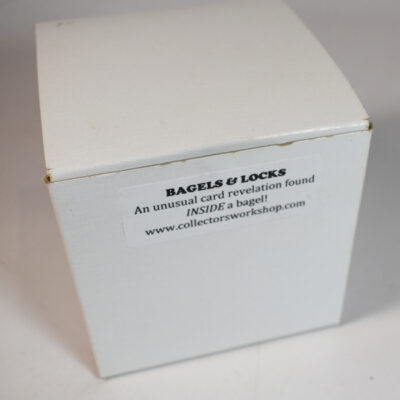 BAGELS & LOCKS
An unusual card revelation found
INSIDE a bagel!
www.collectorsworkshop.com